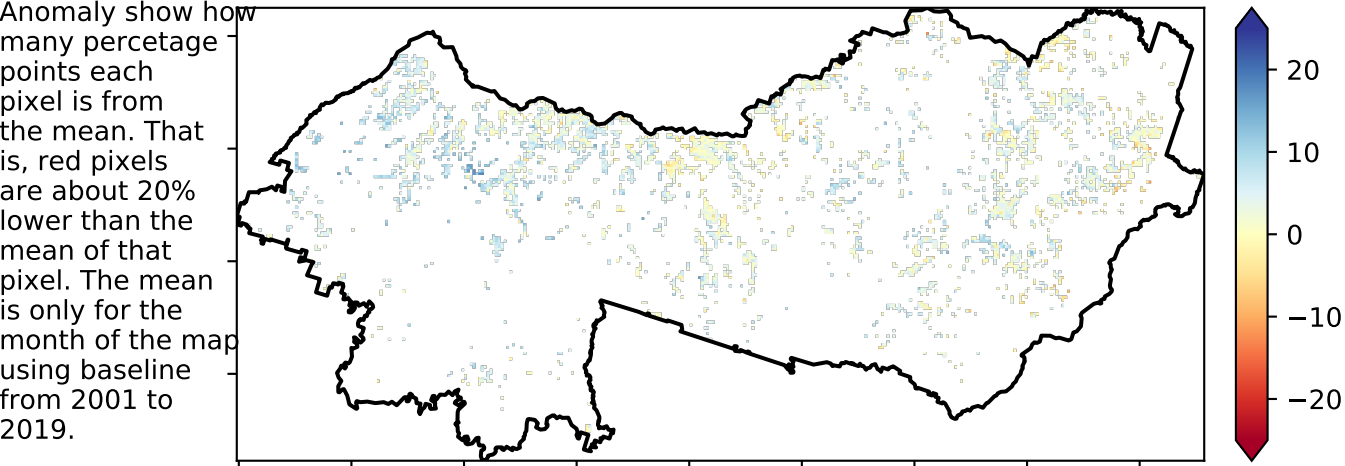 Anomaly show how
many percetage
points each
pixel is from
the mean. That
is, red pixels
are about 20%
lower than the
mean of that
pixel. The mean
is only for the
month of the map
using baseline
from 2001 to
2019.
20
10
0
−10
−20